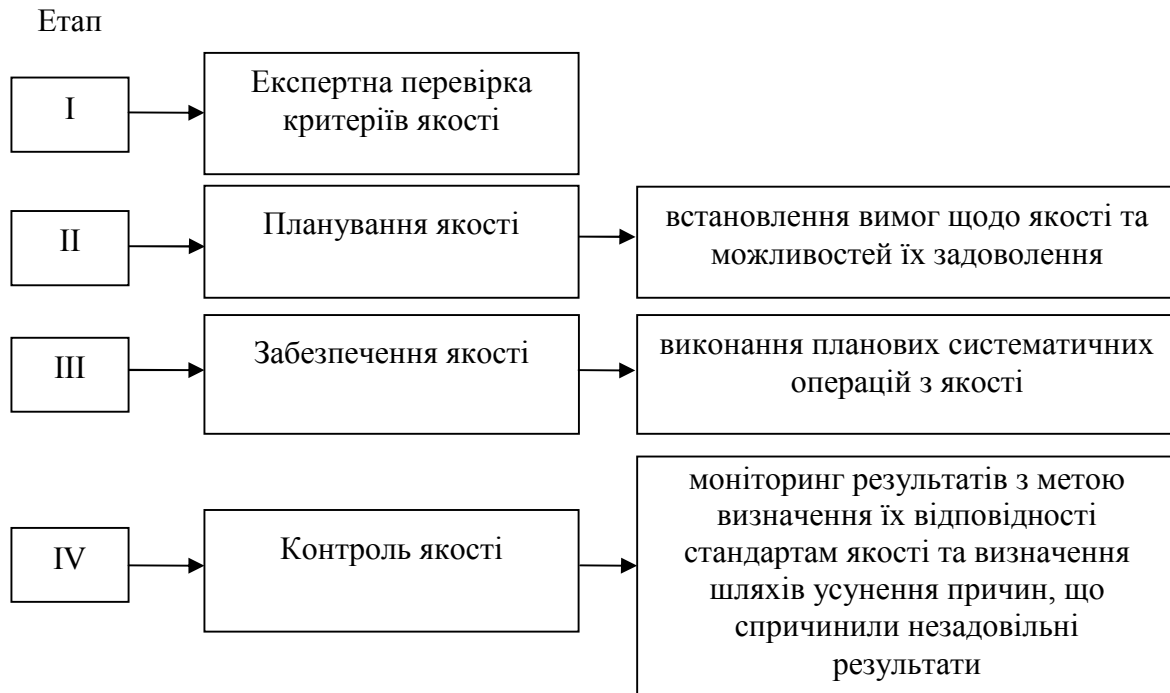 Етап
I
Експертна перевірка
критеріїв якості
II
Планування якості
встановлення вимог щодо якості та
можливостей їх задоволення
III
Забезпечення якості
виконання планових систематичних
операцій з якості
IV
Контроль якості
моніторинг результатів з метою
визначення їх відповідності
стандартам якості та визначення
шляхів усунення причин, що
спричинили незадовільні
результати